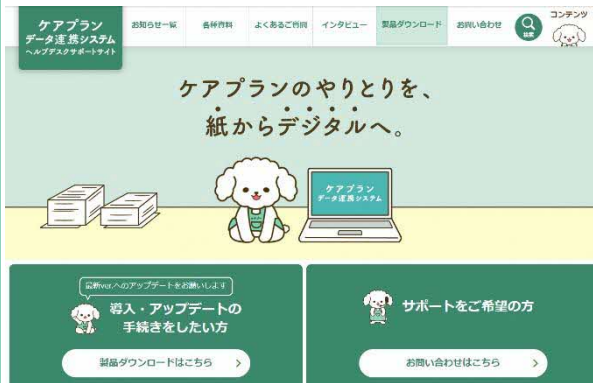 ケアプラン
データ連携システム
ヘルプデスクサポートサイト
お知らせ一覧
各種資料
よくあるご質問
インタビュー
製品ダウンロード
お問い合わせ
検索
コンテンツ
ケアプランのやりとりを、
紙からデジタルへ。
ケアプラン
データ連携システム
最新ver.へのアップデートをお願いします
導入・アップデートの
手続きをしたい方
製品ダウンロードはこちら
サポートをご希望の方
お問い合わせはこちら